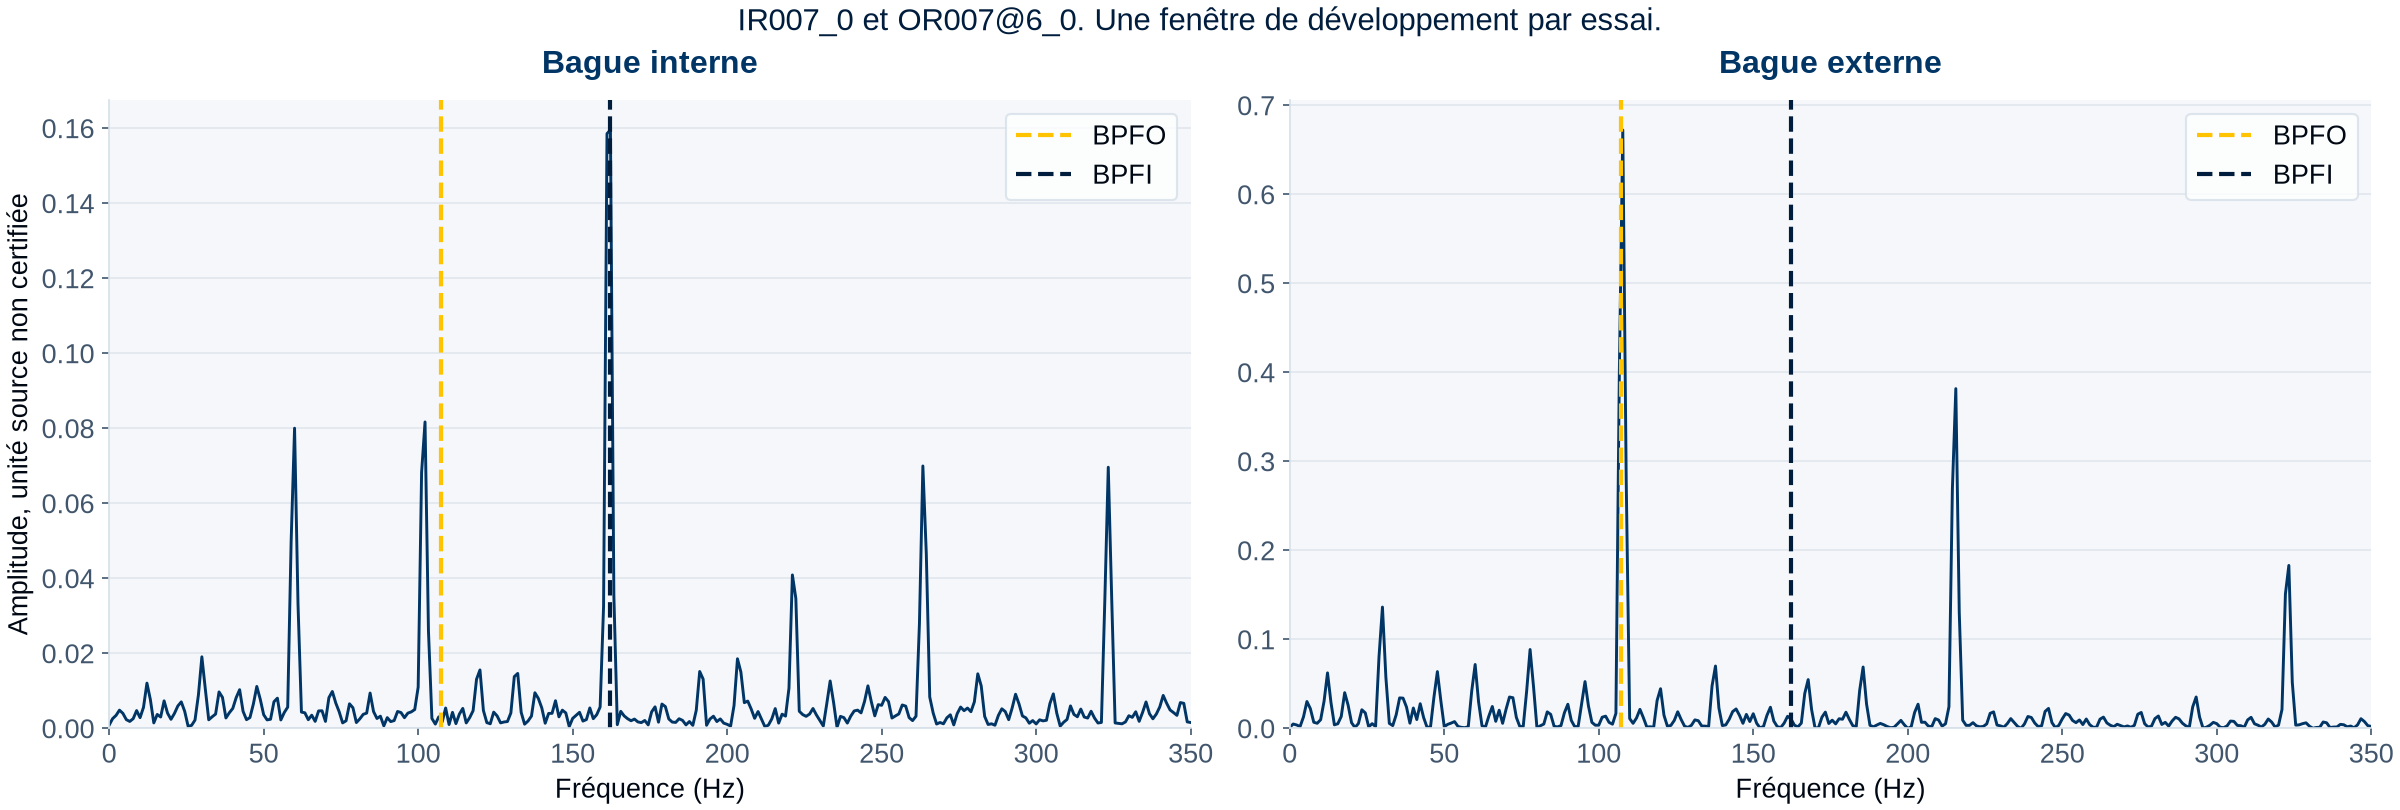 IR007_0 et OR007@6_0. Une fenêtre de développement par essai.
Bague interne
Amplitude, unité source non certifiée
0.16
0.14
0.12
0.10
0.08
0.06
0.04
0.02
0.00
0 50 100 150 200 250 300 350
Fréquence (Hz)
BPFO
BPFI
Bague externe
0.7
0.6
0.5
0.4
0.3
0.2
0.1
0.0
0 50 100 150 200 250 300 350
Fréquence (Hz)
BPFO
BPFI